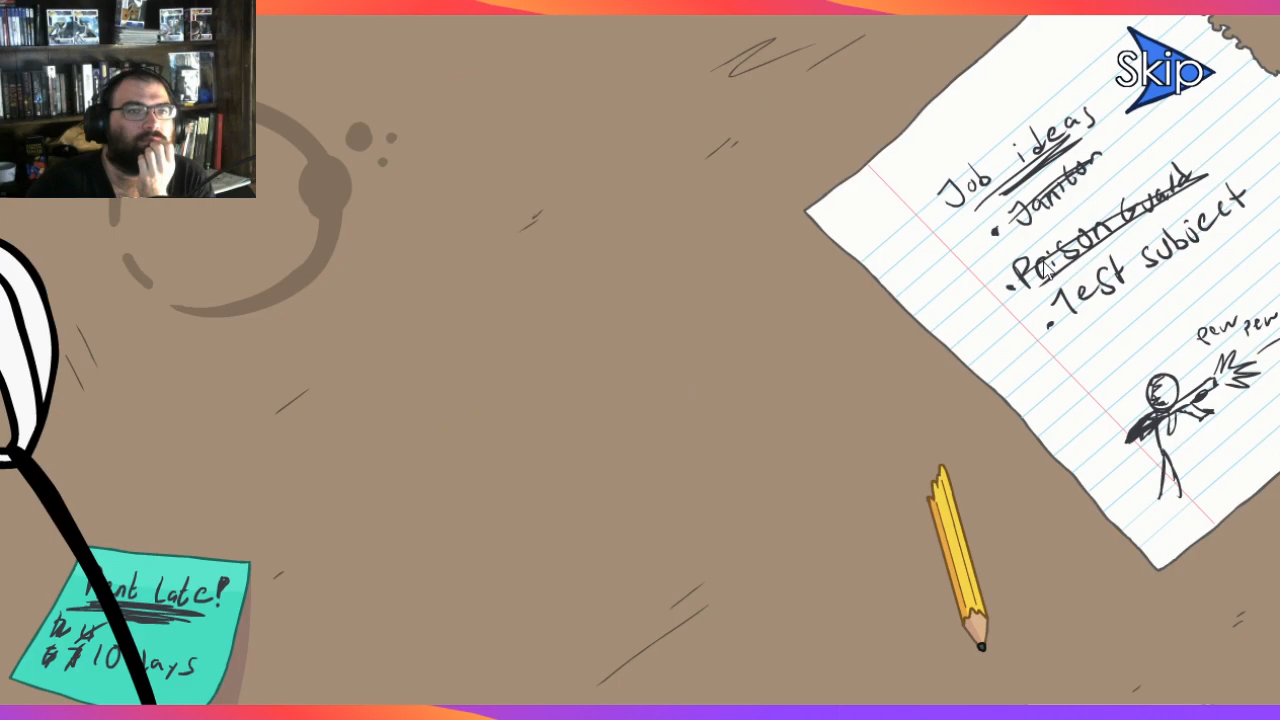 Skip
Job ideas
• Janitor
• Prison Guard
• Test subject
pew pew
Rent Late!
10 days